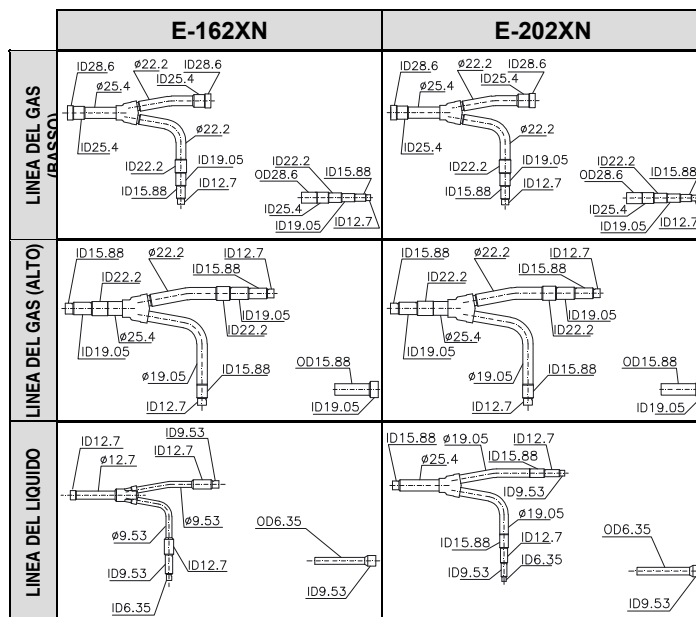 E-162XN
E-202XN
LINEA DEL GAS
(BASSO)
ID28.6
ø22.2
ID28.6
ø25.4
ID25.4
ID25.4
ø22.2
ID22.2
ID19.05
ID15.88
ID12.7
ID22.2
ID15.88
OD28.6
ID25.4
ID19.05
ID12.7
ID28.6
ø22.2
ID28.6
ø25.4
ID25.4
ID25.4
ø22.2
ID22.2
ID19.05
ID15.88
ID12.7
ID22.2
ID15.88
OD28.6
ID25.4
ID19.05
ID12.7
LINEA DEL GAS (ALTO)
ID15.88
ø22.2
ID12.7
ID22.2
ID15.88
ø25.4
ID19.05
ID19.05
ID22.2
ø19.05
ID15.88
ID12.7
OD15.88
ID19.05
ID15.88
ø22.2
ID12.7
ID22.2
ID15.88
ø25.4
ID19.05
ID19.05
ID22.2
ø19.05
ID15.88
ID12.7
OD15.88
ID19.05
LINEA DEL LIQUIDO
ID9.53
ID12.7
ID12.7
ø12.7
ø9.53
ø9.53
ID9.53
ID12.7
ID6.35
OD6.35
ID9.53
ID15.88
ø19.05
ID12.7
ø25.4
ID15.88
ID9.53
ø19.05
ID15.88
ID12.7
ID9.53
ID6.35
OD6.35
ID9.53